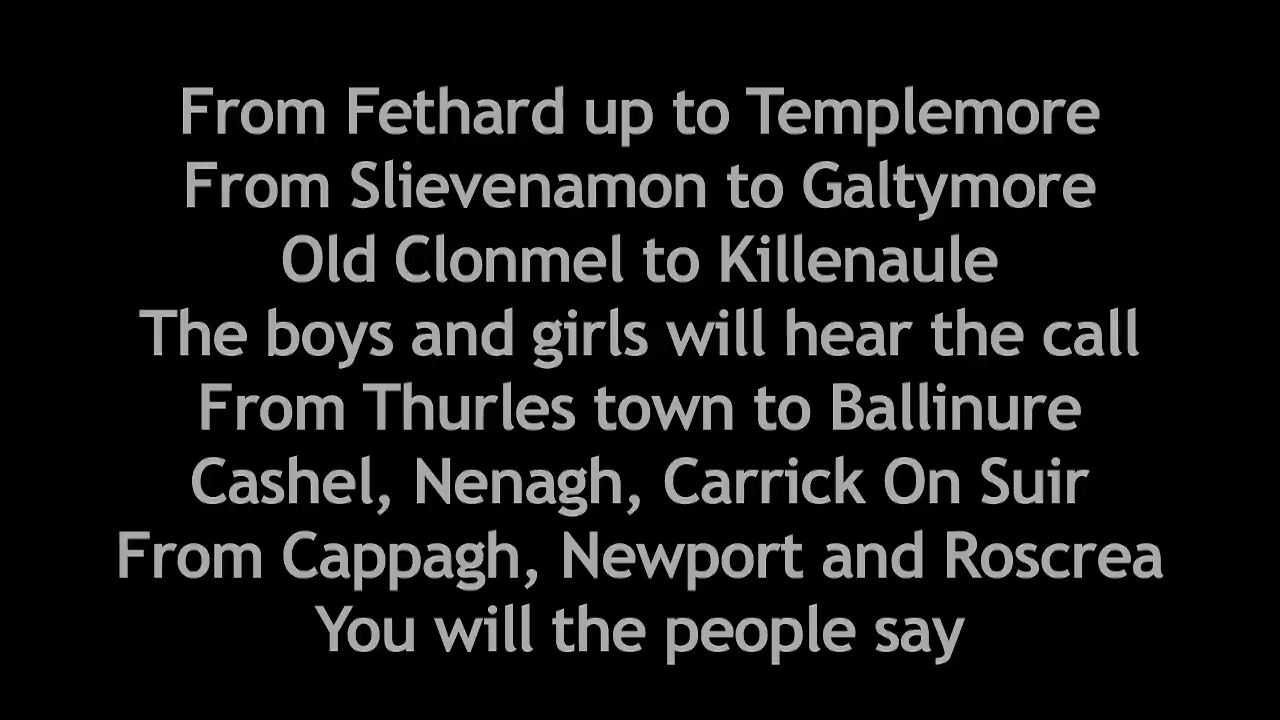 From Fethard up to Templemore
From Slievenamon to Galtymore
Old Clonmel to Killenaule
The boys and girls will hear the call
From Thurles town to Ballinure
Cashel, Nenagh, Carrick On Suir
From Cappagh, Newport and Roscrea
You will the people say